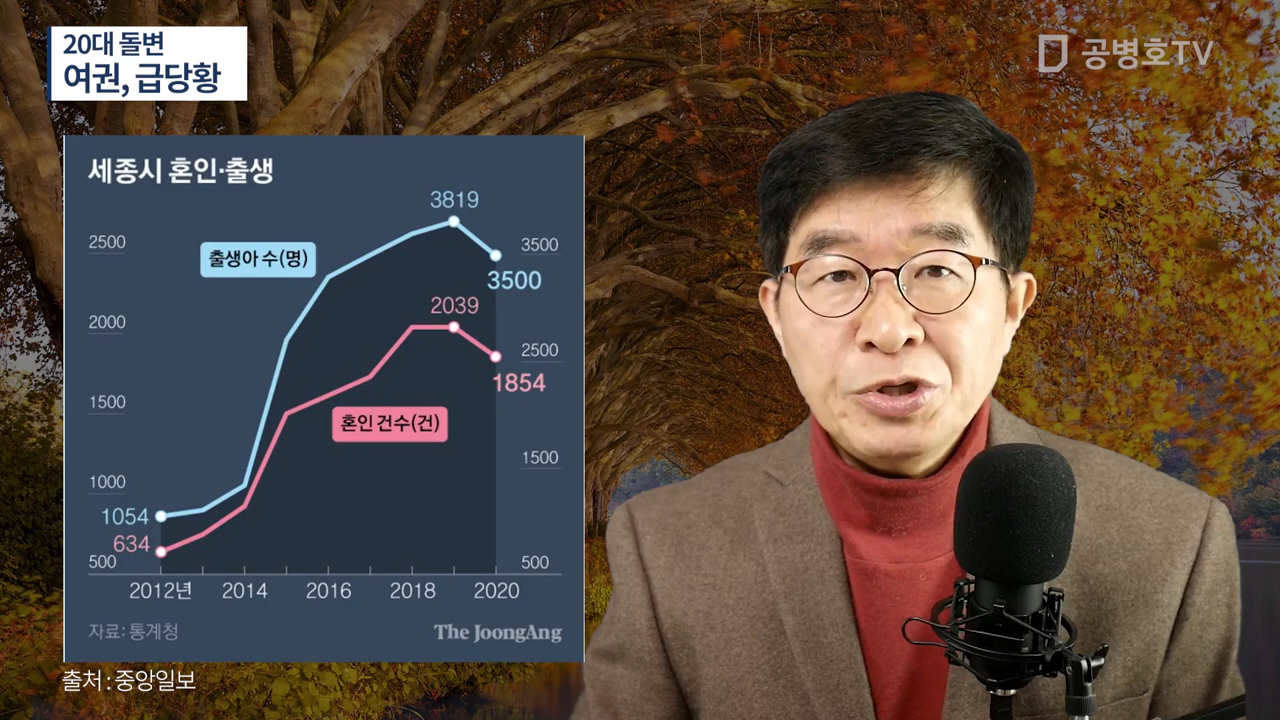 20대 돌변
여권, 급당황
공병호TV
세종시 혼인·출생
3819
2500
3500
출생아 수(명)
3500
2039
2000
2500
1854
1500
혼인 건수(건)
1500
1000
1054
634
500
500
2012년 2014 2016 2018 2020
자료:통계청
The JoongAng
출처:중앙일보